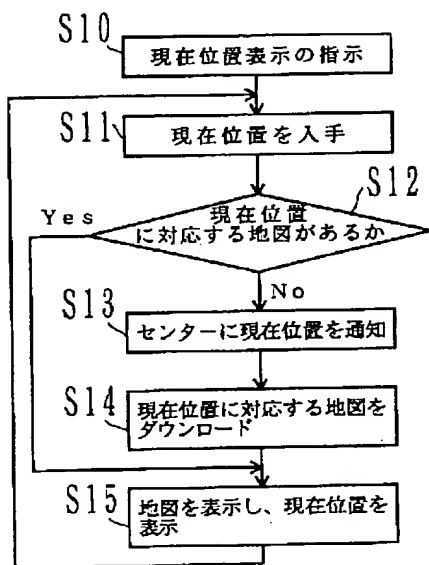 S10
現在位置表示の指示
S11
現在位置を入手
S12
Yes
現在位置
に対応する地図があるか
No
S13
センターに現在位置を通知
S14
現在位置に対応する地図を
ダウンロード
S15
地図を表示し、現在位置を
表示